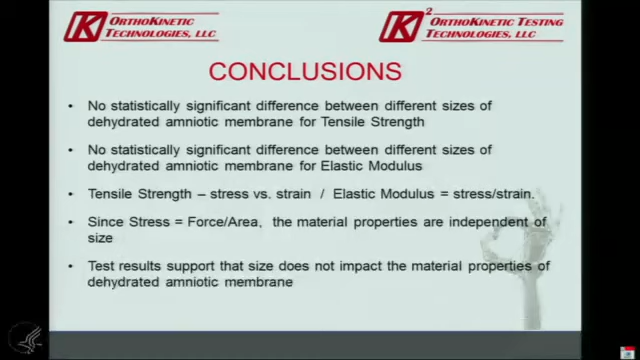 ORTHOKINETIC
TECHNOLOGIES, LLC
2
ORTHOKINETIC TESTING
TECHNOLOGIES, LLC
CONCLUSIONS
• No statistically significant difference between different sizes of
dehydrated amniotic membrane for Tensile Strength
• No statistically significant difference between different sizes of
dehydrated amniotic membrane for Elastic Modulus
• Tensile Strength – stress vs. strain / Elastic Modulus = stress/strain.
• Since Stress = Force/Area, the material properties are independent of
size
• Test results support that size does not impact the material properties of
dehydrated amniotic membrane